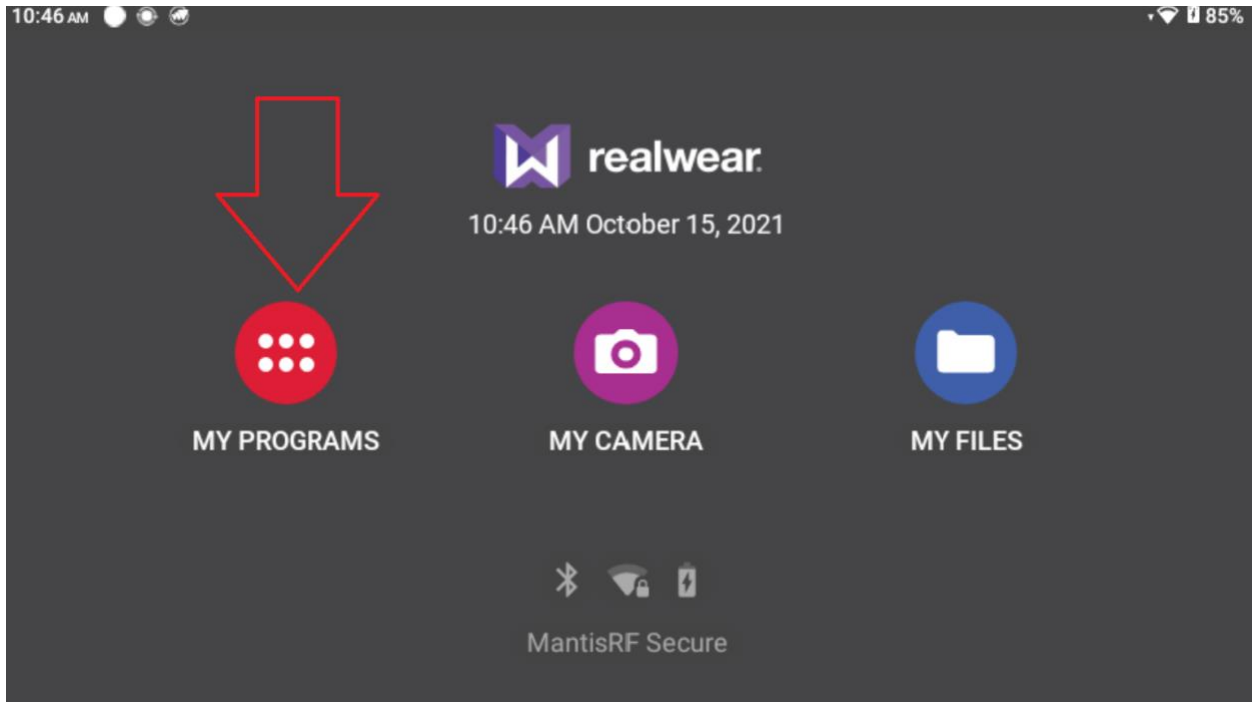 10:46 AM 85%
realwear.
10:46 AM October 15, 2021
MY PROGRAMS MY CAMERA MY FILES
MantisRF Secure